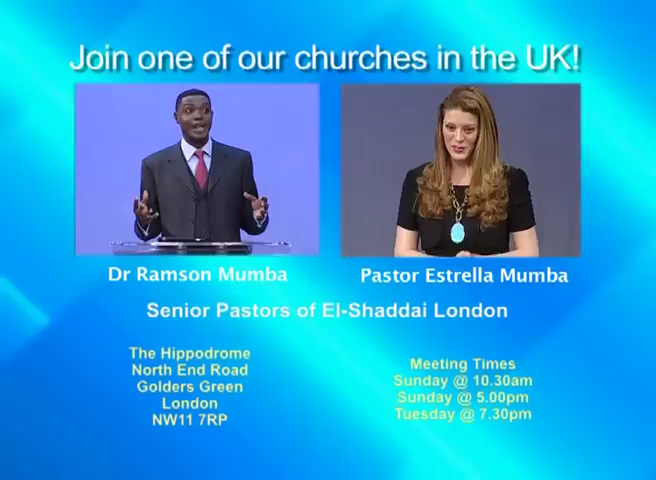 Join one of our churches in the UK!
Dr Ramson Mumba
Pastor Estrella Mumba
Senior Pastors of El-Shaddai London
The Hippodrome
North End Road
Golders Green
London
NW11 7RP
Meeting Times
Sunday @ 10.30am
Sunday @ 5.00pm
Tuesday @ 7.30pm